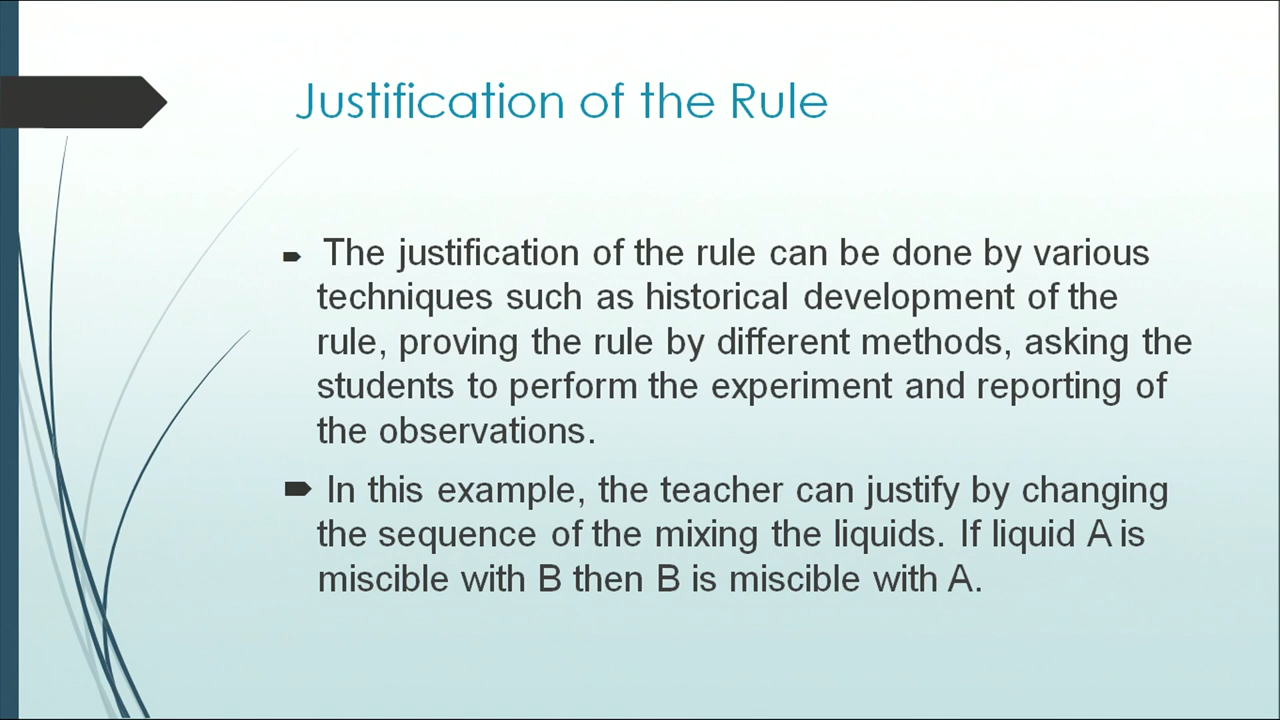 Justification of the Rule
The justification of the rule can be done by various
techniques such as historical development of the
rule, proving the rule by different methods, asking the
students to perform the experiment and reporting of
the observations.
In this example, the teacher can justify by changing
the sequence of the mixing the liquids. If liquid A is
miscible with B then B is miscible with A.